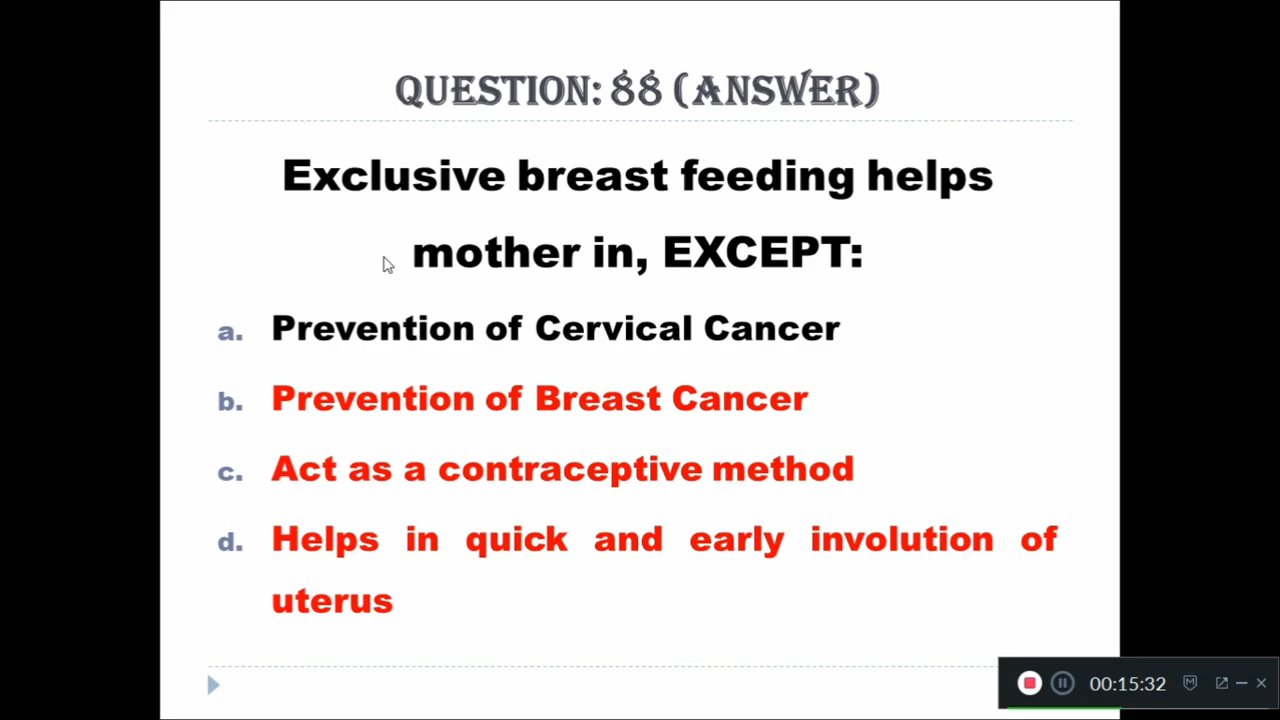 QUESTION: 88 (ANSWER)
Exclusive breast feeding helps
mother in, EXCEPT:
a. Prevention of Cervical Cancer
b. Prevention of Breast Cancer
c. Act as a contraceptive method
d. Helps in quick and early involution of
uterus
00:15:32